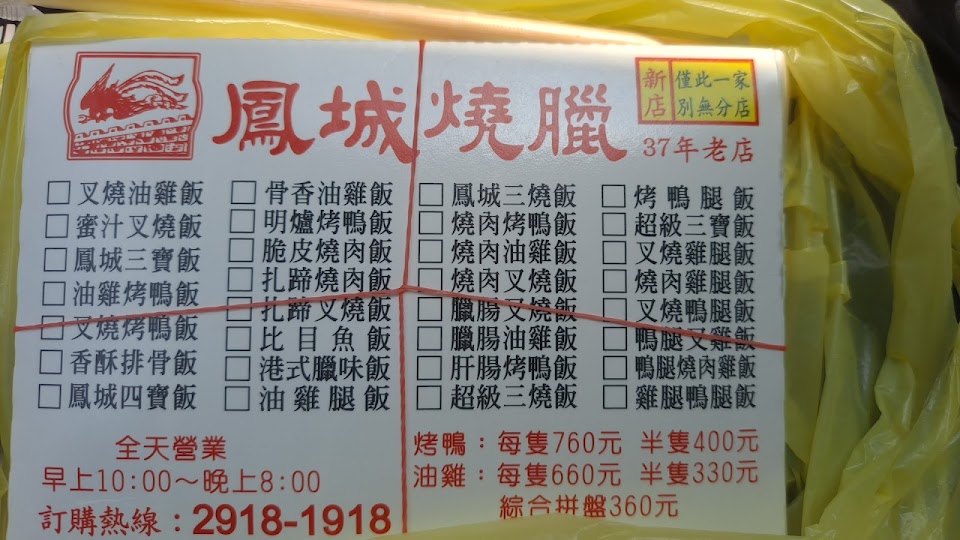 鳳城燒臘
新店
僅此一家
別無分店
37年老店
□叉燒油雞飯
□蜜汁叉燒飯
□鳳城三寶飯
□油雞烤鴨飯
□叉燒烤鴨飯
□香酥排骨飯
□鳳城四寶飯
□骨香油雞飯
□明爐烤鴨飯
□脆皮燒肉飯
□扎蹄燒肉飯
□扎蹄叉燒飯
□比目魚飯
□港式臘味飯
□油雞腿飯
□鳳城三燒飯
□燒肉烤鴨飯
□燒肉油雞飯
□燒肉叉燒飯
□臘腸叉燒飯
□臘腸油雞飯
□肝腸烤鴨飯
□超級三燒飯
□烤鴨腿飯
□超級三寶飯
□叉燒雞腿飯
□燒肉雞腿飯
□叉燒鴨腿飯
□鴨腿叉雞飯
□鴨腿燒肉雞飯
□雞腿鴨腿飯
全天營業
早上10:00~晚上8:00
訂購熱線：2918-1918
烤鴨：每隻760元 半隻400元
油雞：每隻660元 半隻330元
綜合拼盤360元